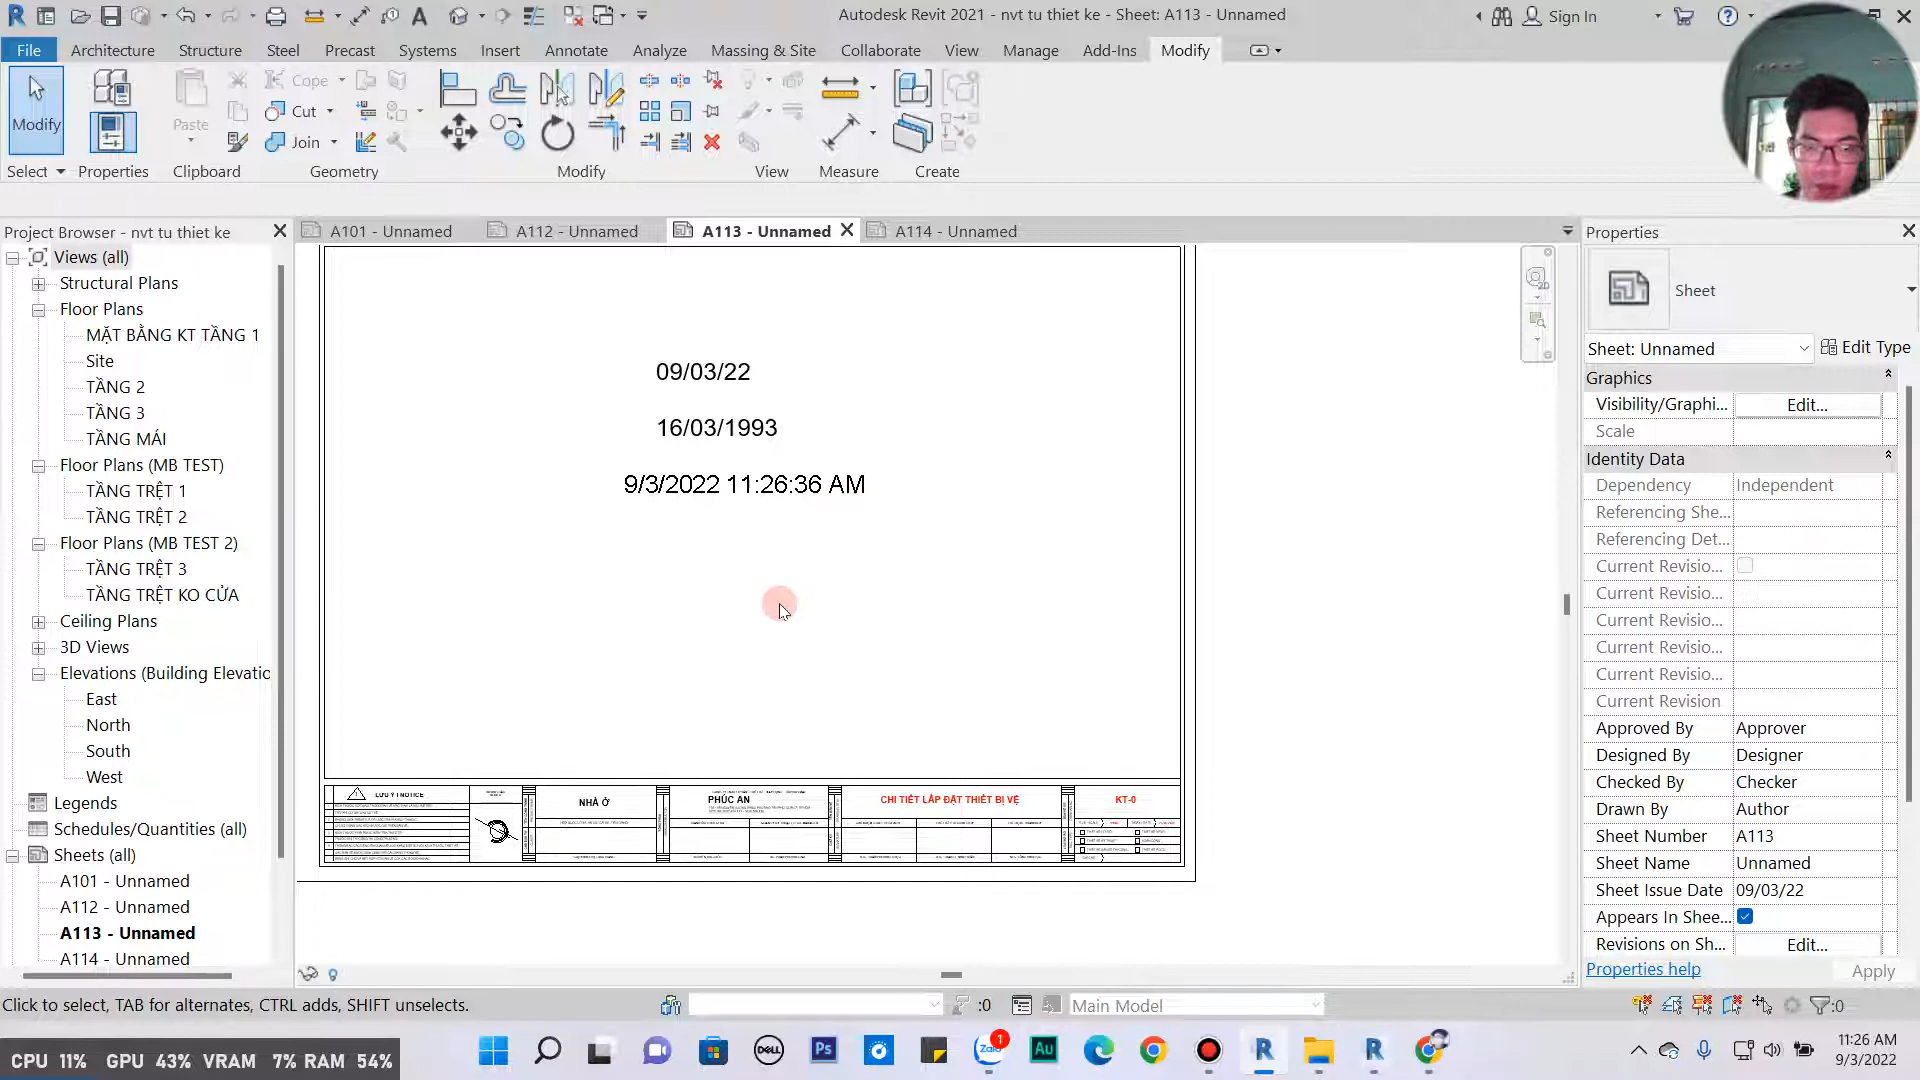 Autodesk Revit 2021 - nvt tu thiet ke - Sheet: A113 - Unnamed
Sign In
File Architecture Structure Steel Precast Systems Insert Annotate Analyze Massing & Site Collaborate View Manage Add-Ins Modify
Modify
Paste
Cope
Cut
Join
Select Properties Clipboard Geometry Modify View Measure Create
Project Browser - nvt tu thiet ke
A101 - Unnamed A112 - Unnamed A113 - Unnamed A114 - Unnamed
Views (all)
Structural Plans
Floor Plans
MẶT BẰNG KT TẦNG 1
Site
TẦNG 2
TẦNG 3
TẦNG MÁI
Floor Plans (MB TEST)
TẦNG TRỆT 1
TẦNG TRỆT 2
Floor Plans (MB TEST 2)
TẦNG TRỆT 3
TẦNG TRỆT KO CỬA
Ceiling Plans
3D Views
Elevations (Building Elevatio
East
North
South
West
Legends
Schedules/Quantities (all)
Sheets (all)
A101 - Unnamed
A112 - Unnamed
A113 - Unnamed
A114 - Unnamed
09/03/22
16/03/1993
9/3/2022 11:26:36 AM
LƯU Ý / NOTICE
NHÀ Ở
PHÚC AN
CHI TIẾT LẮP ĐẶT THIẾT BỊ VỆ
KT-0
2D
Properties
Sheet
Sheet: Unnamed
Edit Type
Graphics
Visibility/Graphi... Edit...
Scale
Identity Data
Dependency Independent
Referencing She...
Referencing Det...
Current Revisio...
Current Revisio...
Current Revisio...
Current Revisio...
Current Revisio...
Current Revision
Approved By Approver
Designed By Designer
Checked By Checker
Drawn By Author
Sheet Number A113
Sheet Name Unnamed
Sheet Issue Date 09/03/22
Appears In Shee...
Revisions on Sh... Edit...
Properties help
Apply
Click to select, TAB for alternates, CTRL adds, SHIFT unselects.
:0
Main Model
:0
CPU 11% GPU 43% VRAM 7% RAM 54%
DELL
Ps
Zalo
1
Au
R
R
11:26 AM
9/3/2022